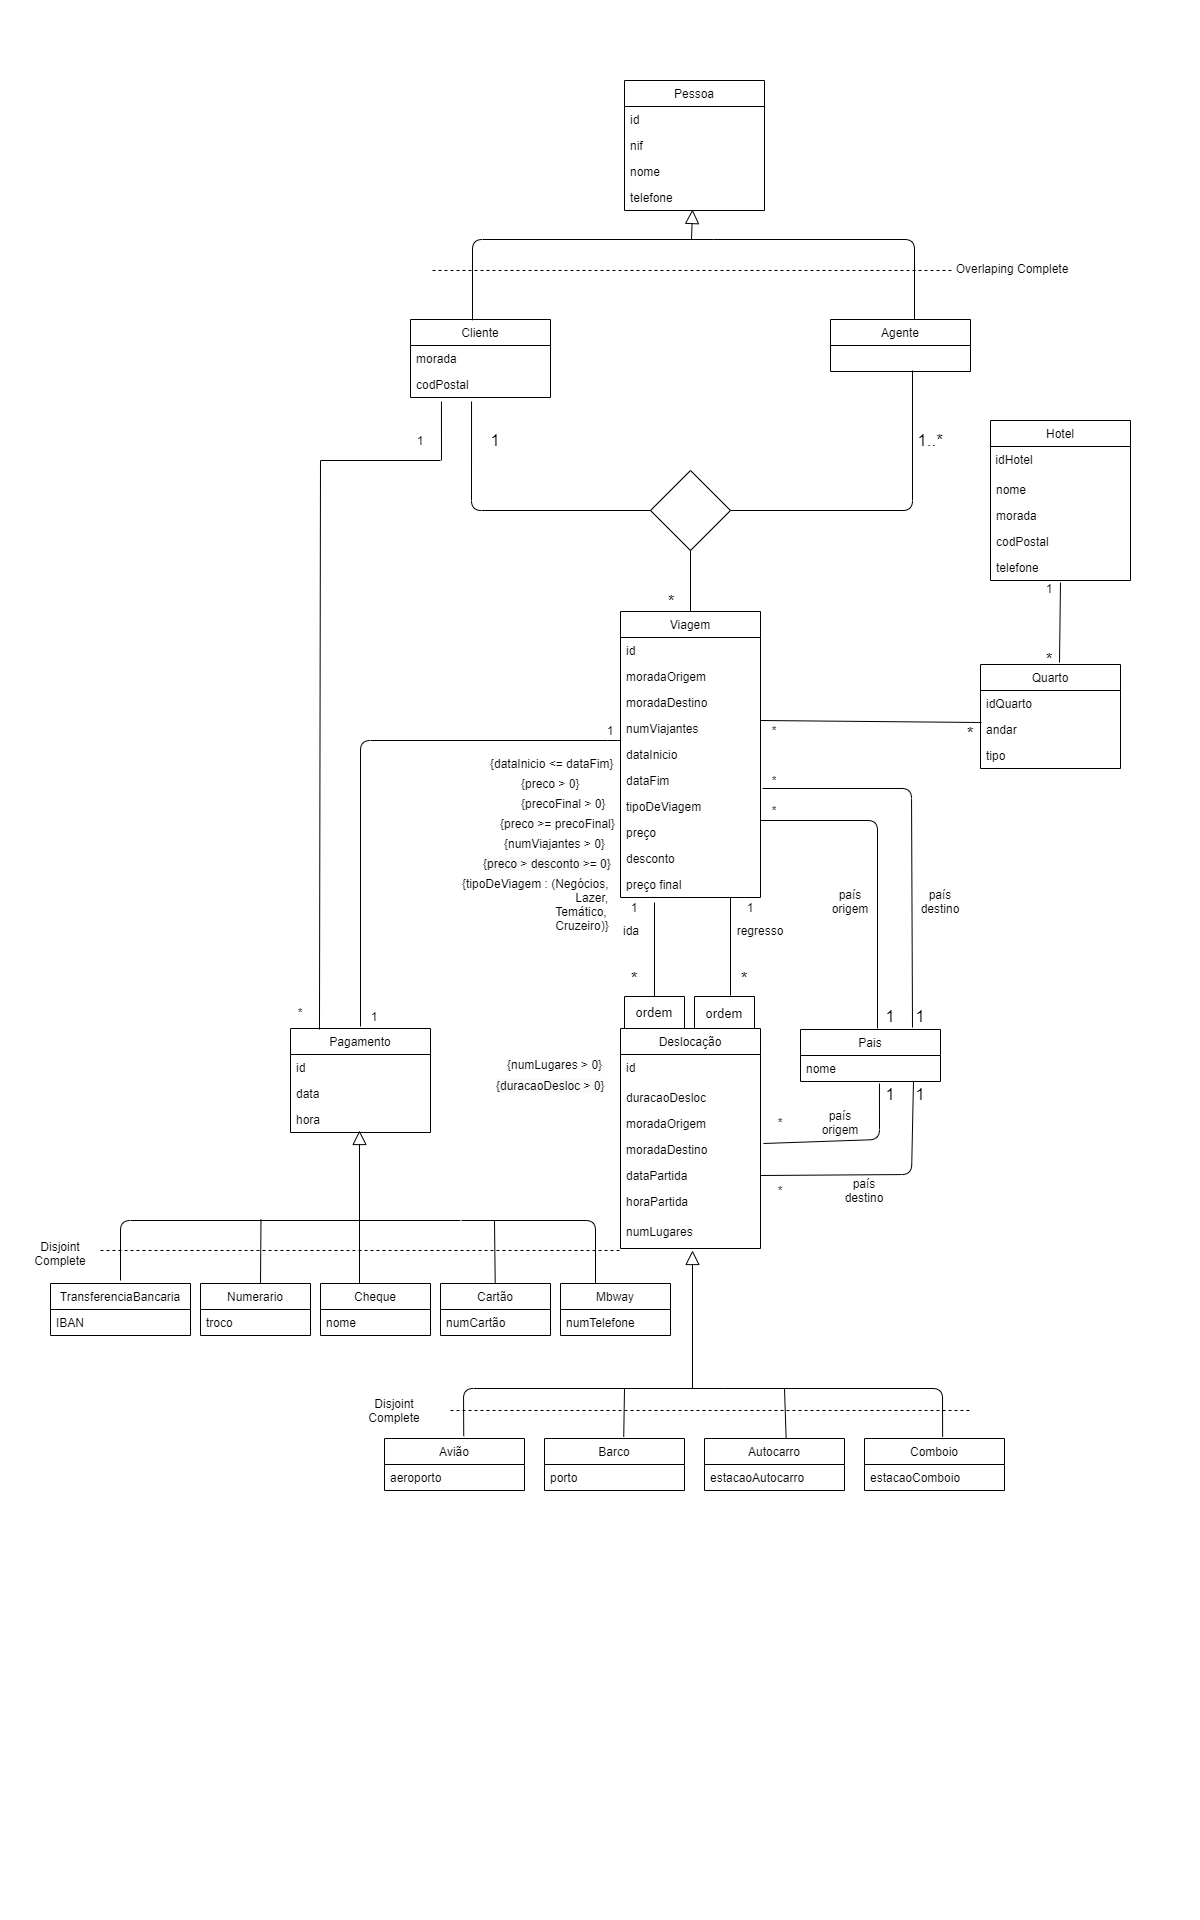 Pessoa
id
nif
nome
telefone
Overlaping Complete
Cliente
morada
codPostal
Agente
1
1
1..*
Hotel
idHotel
nome
morada
codPostal
telefone
1
*
*
Quarto
idQuarto
andar
tipo
Viagem
id
moradaOrigem
moradaDestino
numViajantes
dataInicio
dataFim
tipoDeViagem
preço
desconto
preço final
*
*
*
*
1
{dataInicio <= dataFim}
{preco > 0}
{precoFinal > 0}
{preco >= precoFinal}
{numViajantes > 0}
{preco > desconto >= 0}
{tipoDeViagem : (Negócios,
Lazer,
Temático,
Cruzeiro)}
país
origem
país
destino
1
1
ida
regresso
*
*
ordem
ordem
*
1
1
1
Pagamento
id
data
hora
{numLugares > 0}
{duracaoDesloc > 0}
Deslocação
id
duracaoDesloc
moradaOrigem
moradaDestino
dataPartida
horaPartida
numLugares
Pais
nome
1
1
*
país
origem
*
país
destino
Disjoint
Complete
TransferenciaBancaria
IBAN
Numerario
troco
Cheque
nome
Cartão
numCartão
Mbway
numTelefone
Disjoint
Complete
Avião
aeroporto
Barco
porto
Autocarro
estacaoAutocarro
Comboio
estacaoComboio